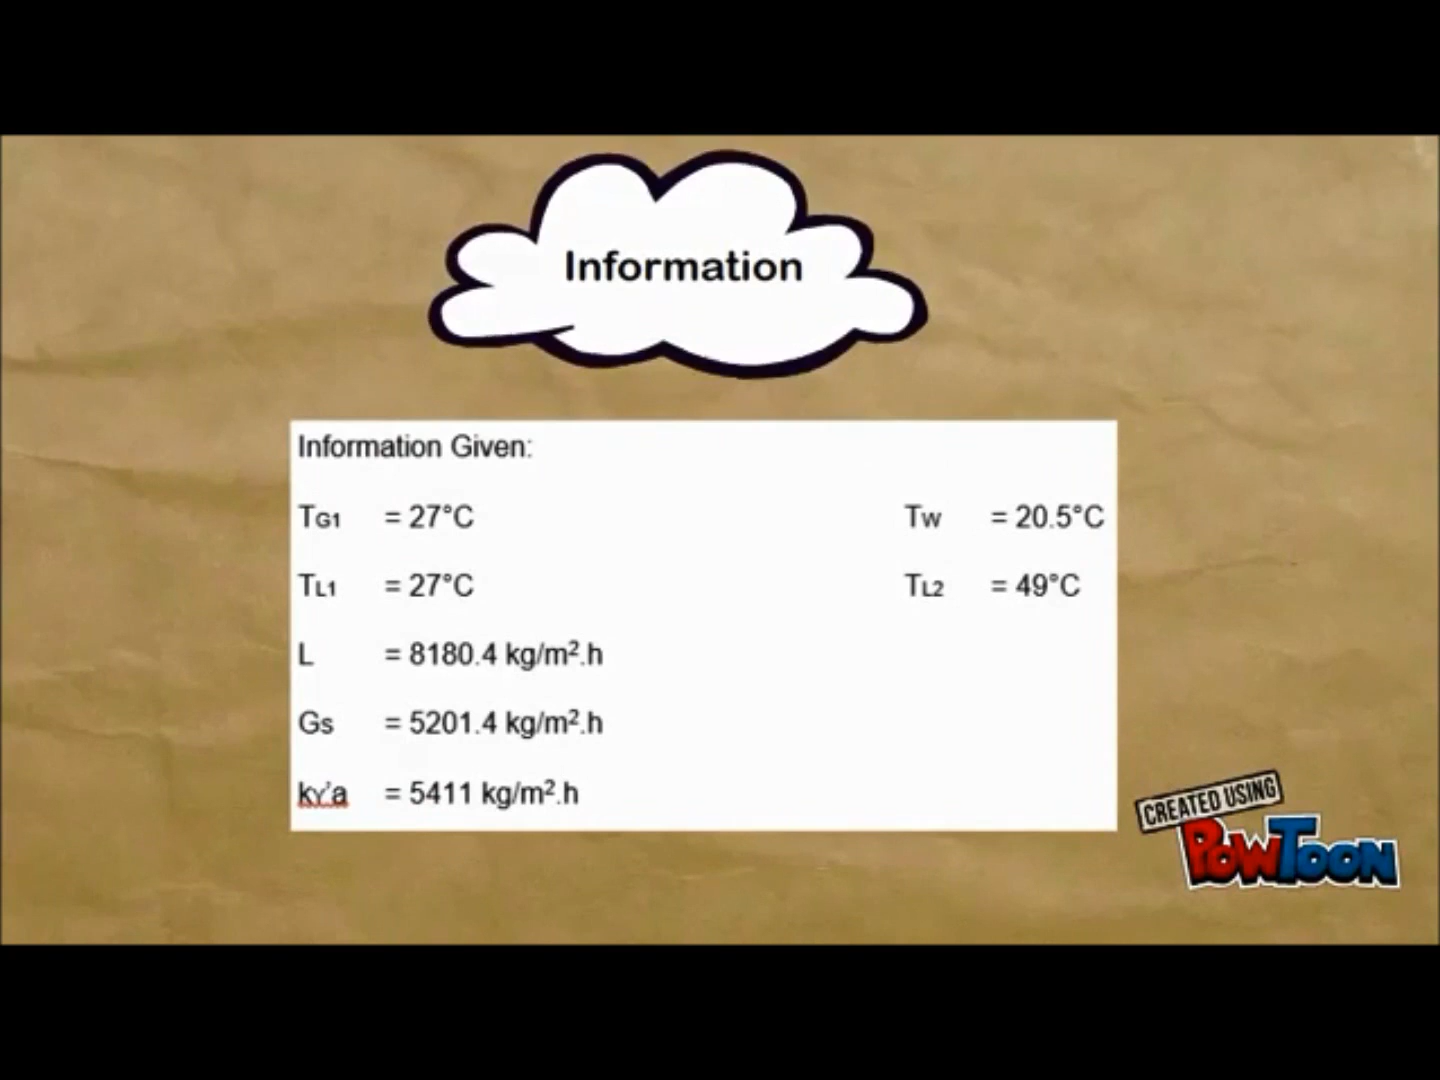 Information
Information Given:
TG1 = 27°C Tw = 20.5°C
TL1 = 27°C TL2 = 49°C
L = 8180.4 kg/m².h
Gs = 5201.4 kg/m².h
kY'a = 5411 kg/m².h
CREATED USING
POWTOON